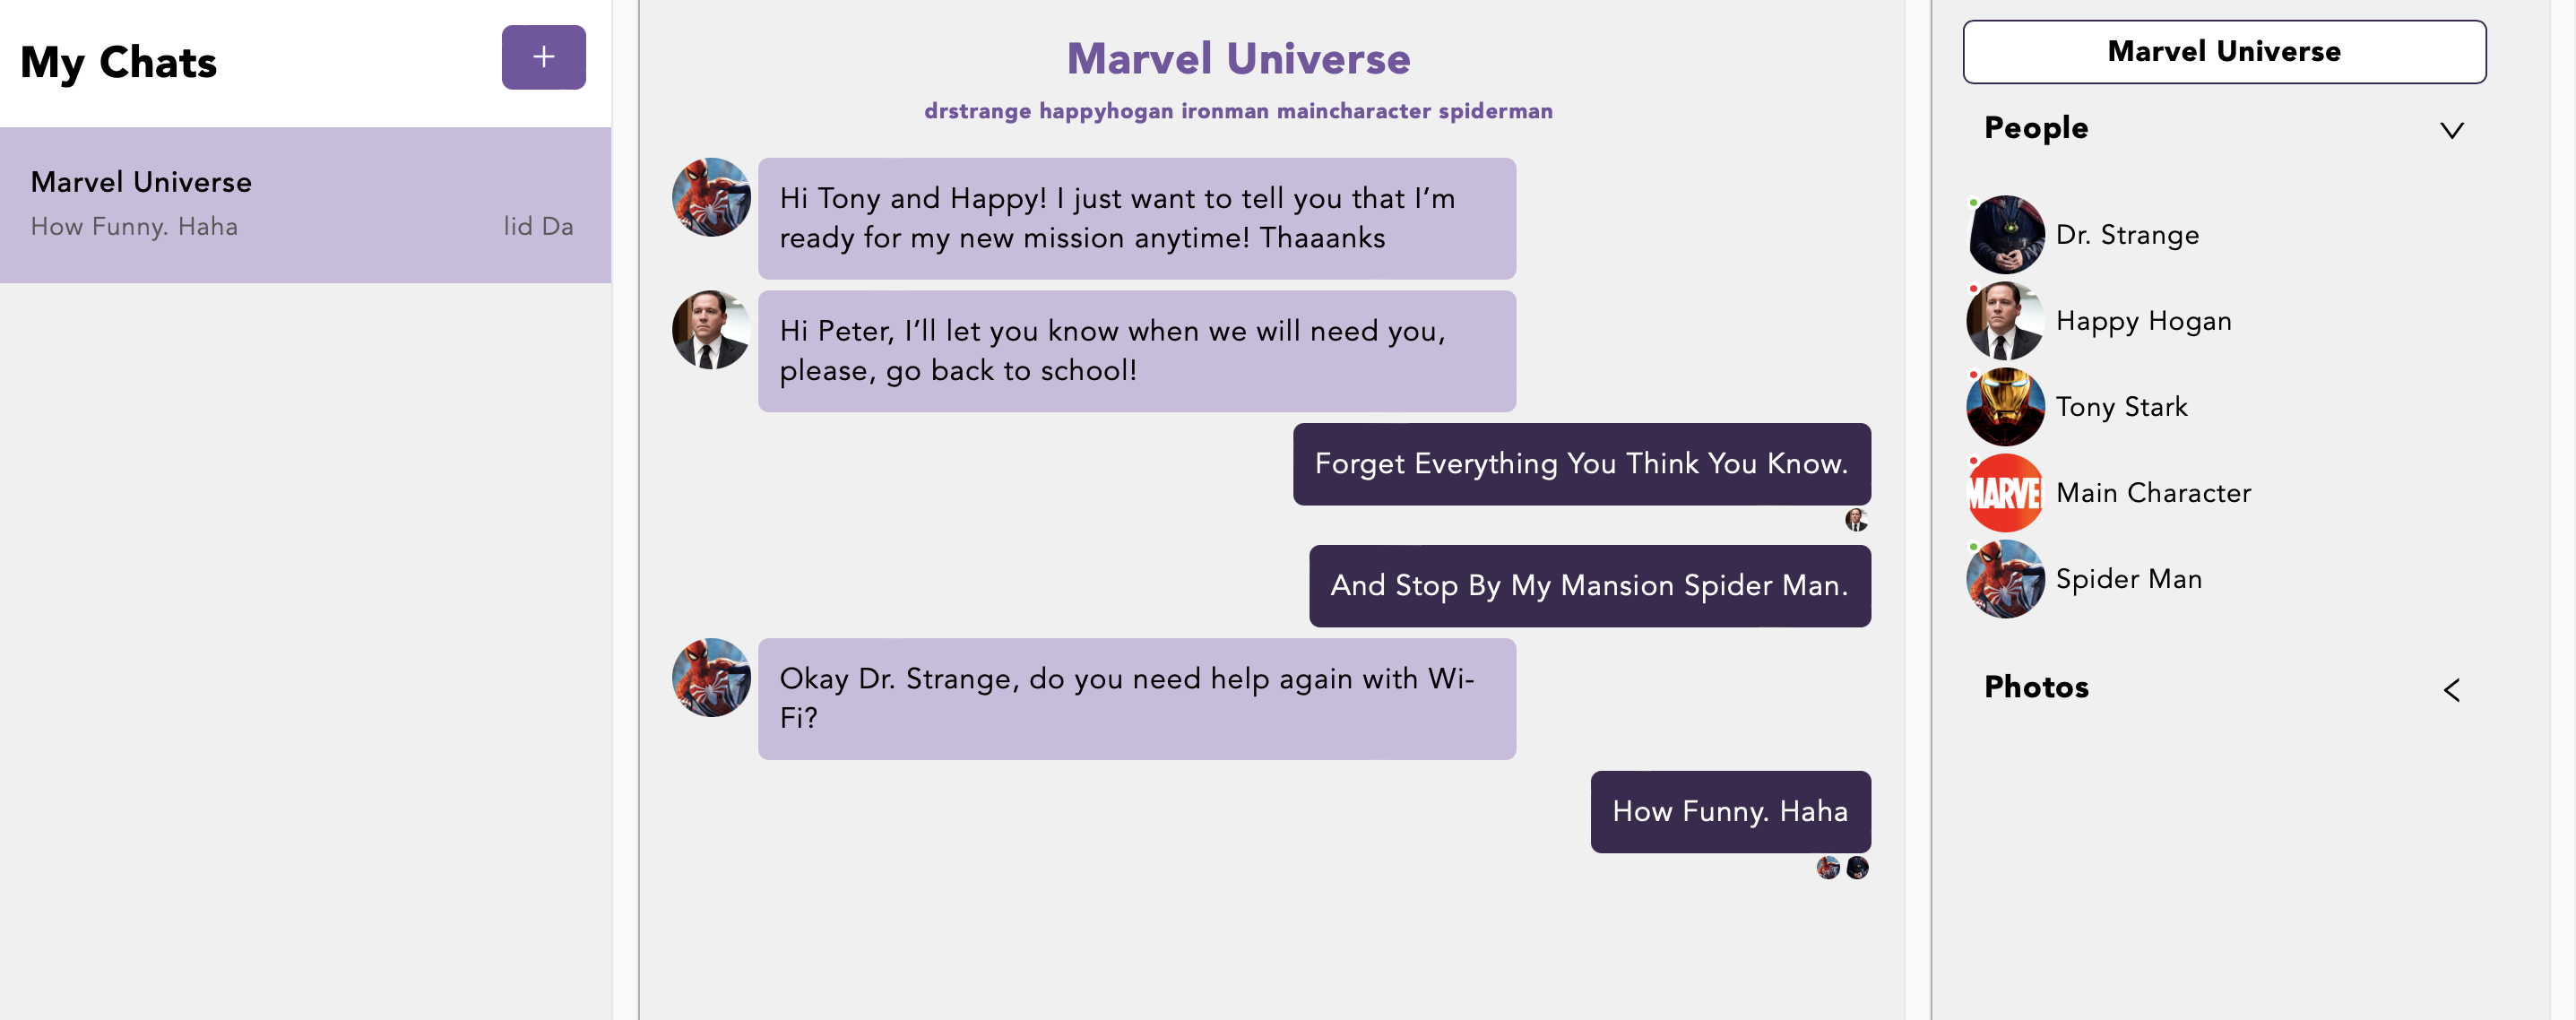 My Chats
+
Marvel Universe
How Funny. Haha
lid Da
Marvel Universe
drstrange happyhogan ironman maincharacter spiderman
Hi Tony and Happy! I just want to tell you that I’m
ready for my new mission anytime! Thaaanks
Hi Peter, I’ll let you know when we will need you,
please, go back to school!
Forget Everything You Think You Know.
And Stop By My Mansion Spider Man.
Okay Dr. Strange, do you need help again with Wi-
Fi?
How Funny. Haha
Marvel Universe
People
Dr. Strange
Happy Hogan
Tony Stark
MARVE
Main Character
Spider Man
Photos